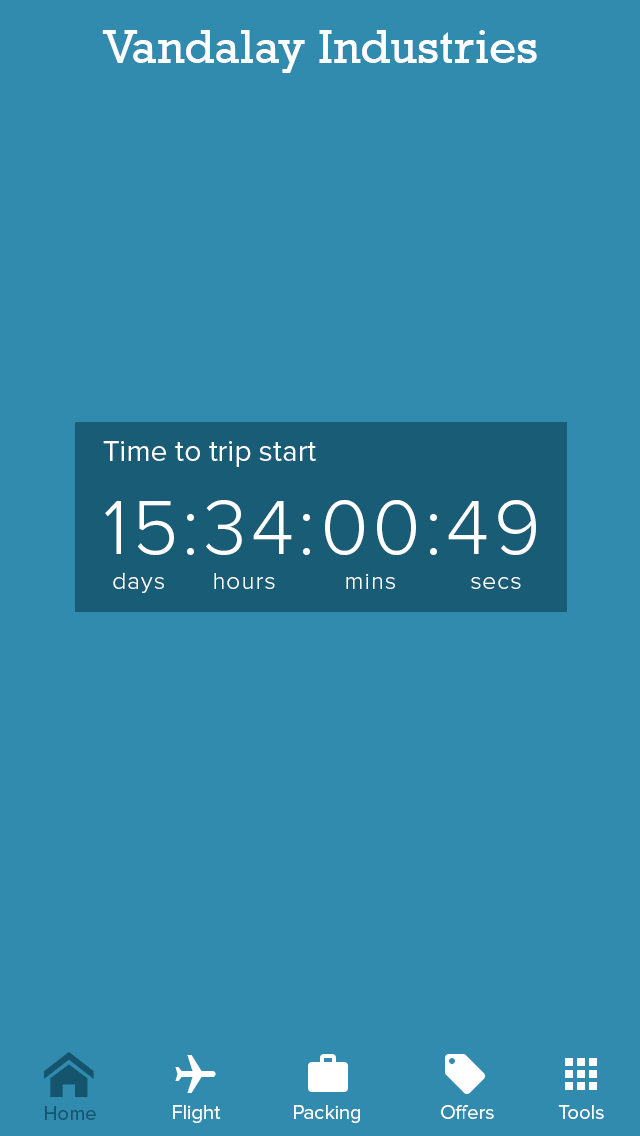 Vandalay Industries
Time to trip start
15:34:00:49
days hours mins secs
Home Flight Packing Offers Tools